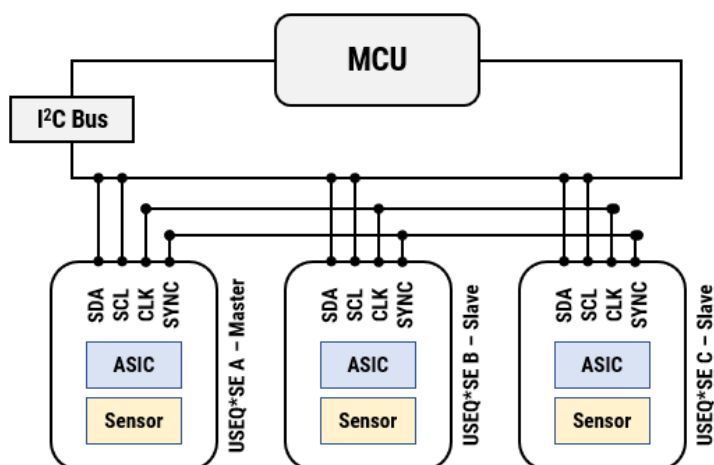 MCU
I²C Bus
SDA
SCL
CLK
SYNC
ASIC
Sensor
USEQ*SE A – Master
SDA
SCL
CLK
SYNC
ASIC
Sensor
USEQ*SE B – Slave
SDA
SCL
CLK
SYNC
ASIC
Sensor
USEQ*SE C – Slave